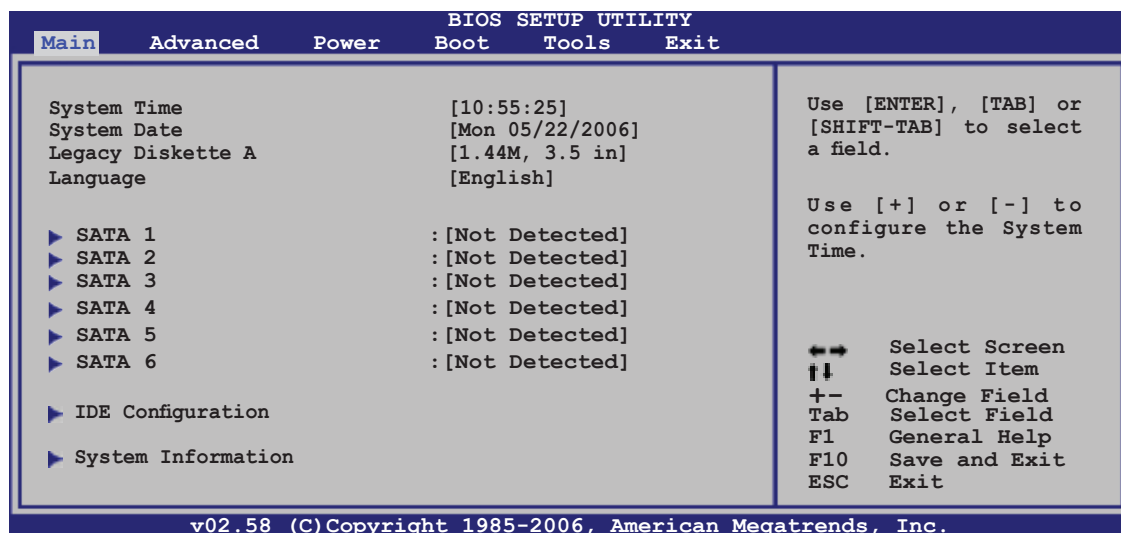 BIOS SETUP UTILITY
Main Advanced Power Boot Tools Exit
System Time [10:55:25]
System Date [Mon 05/22/2006]
Legacy Diskette A [1.44M, 3.5 in]
Language [English]
SATA 1 :[Not Detected]
SATA 2 :[Not Detected]
SATA 3 :[Not Detected]
SATA 4 :[Not Detected]
SATA 5 :[Not Detected]
SATA 6 :[Not Detected]
IDE Configuration
System Information
Use [ENTER], [TAB] or
[SHIFT-TAB] to select
a field.
Use [+] or [-] to
configure the System
Time.
←→ Select Screen
↑↓ Select Item
+- Change Field
Tab Select Field
F1 General Help
F10 Save and Exit
ESC Exit
v02.58 (C)Copyright 1985-2006, American Megatrends, Inc.